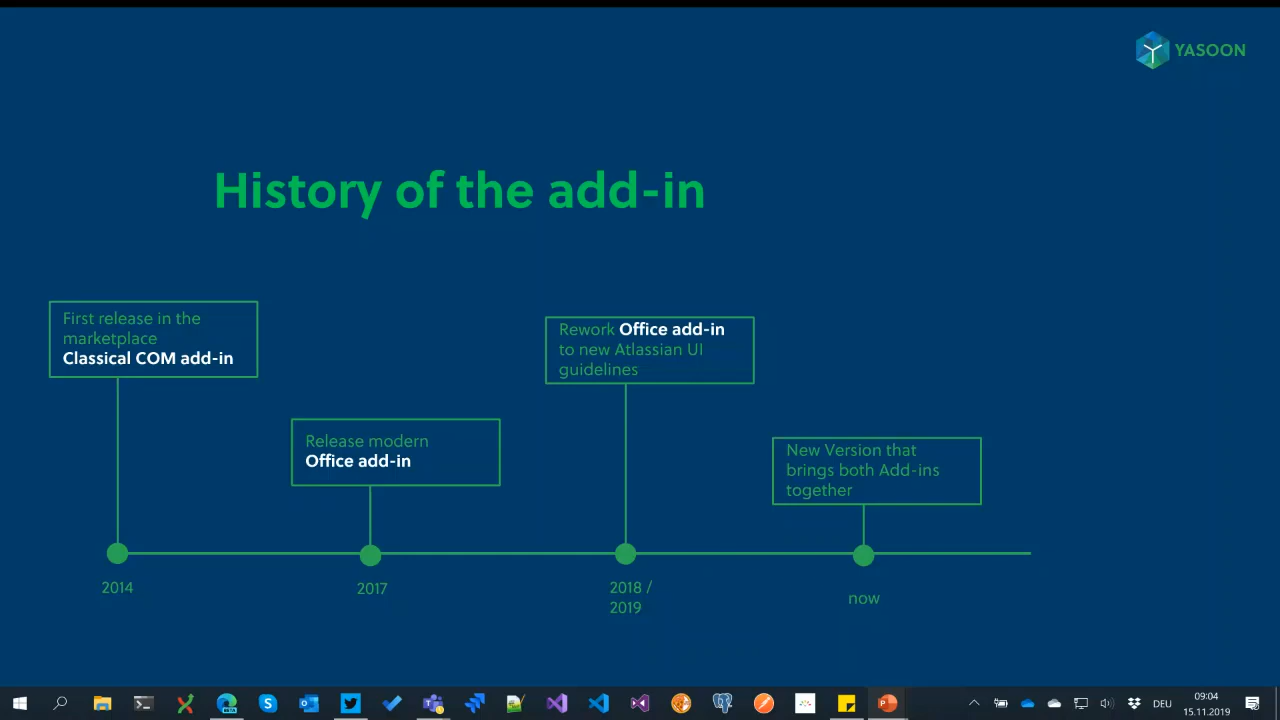 YASOON
History of the add-in
First release in the
marketplace
Classical COM add-in
Rework Office add-in
to new Atlassian UI
guidelines
Release modern
Office add-in
New Version that
brings both Add-ins
together
2014
2017
2018 /
2019
now
BETA
DEU
09:04
15.11.2019